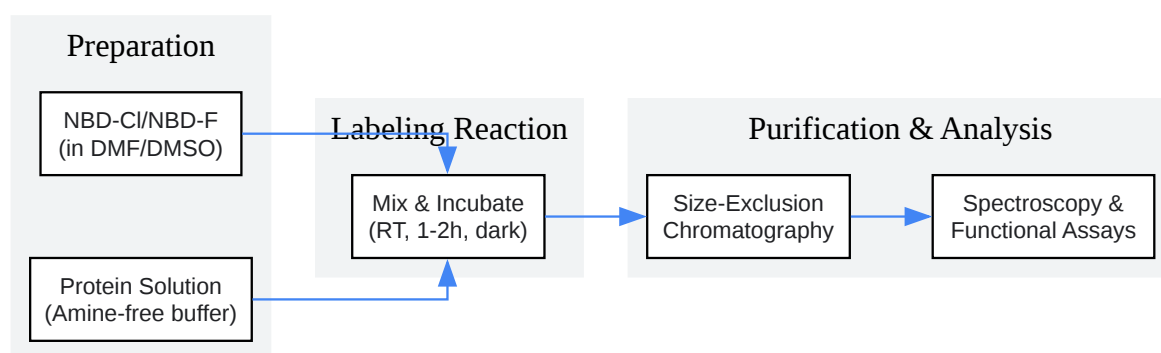 Preparation
NBD-Cl/NBD-F
(in DMF/DMSO)
Protein Solution
(Amine-free buffer)
Labeling Reaction
Mix & Incubate
(RT, 1-2h, dark)
Purification & Analysis
Size-Exclusion
Chromatography
Spectroscopy &
Functional Assays